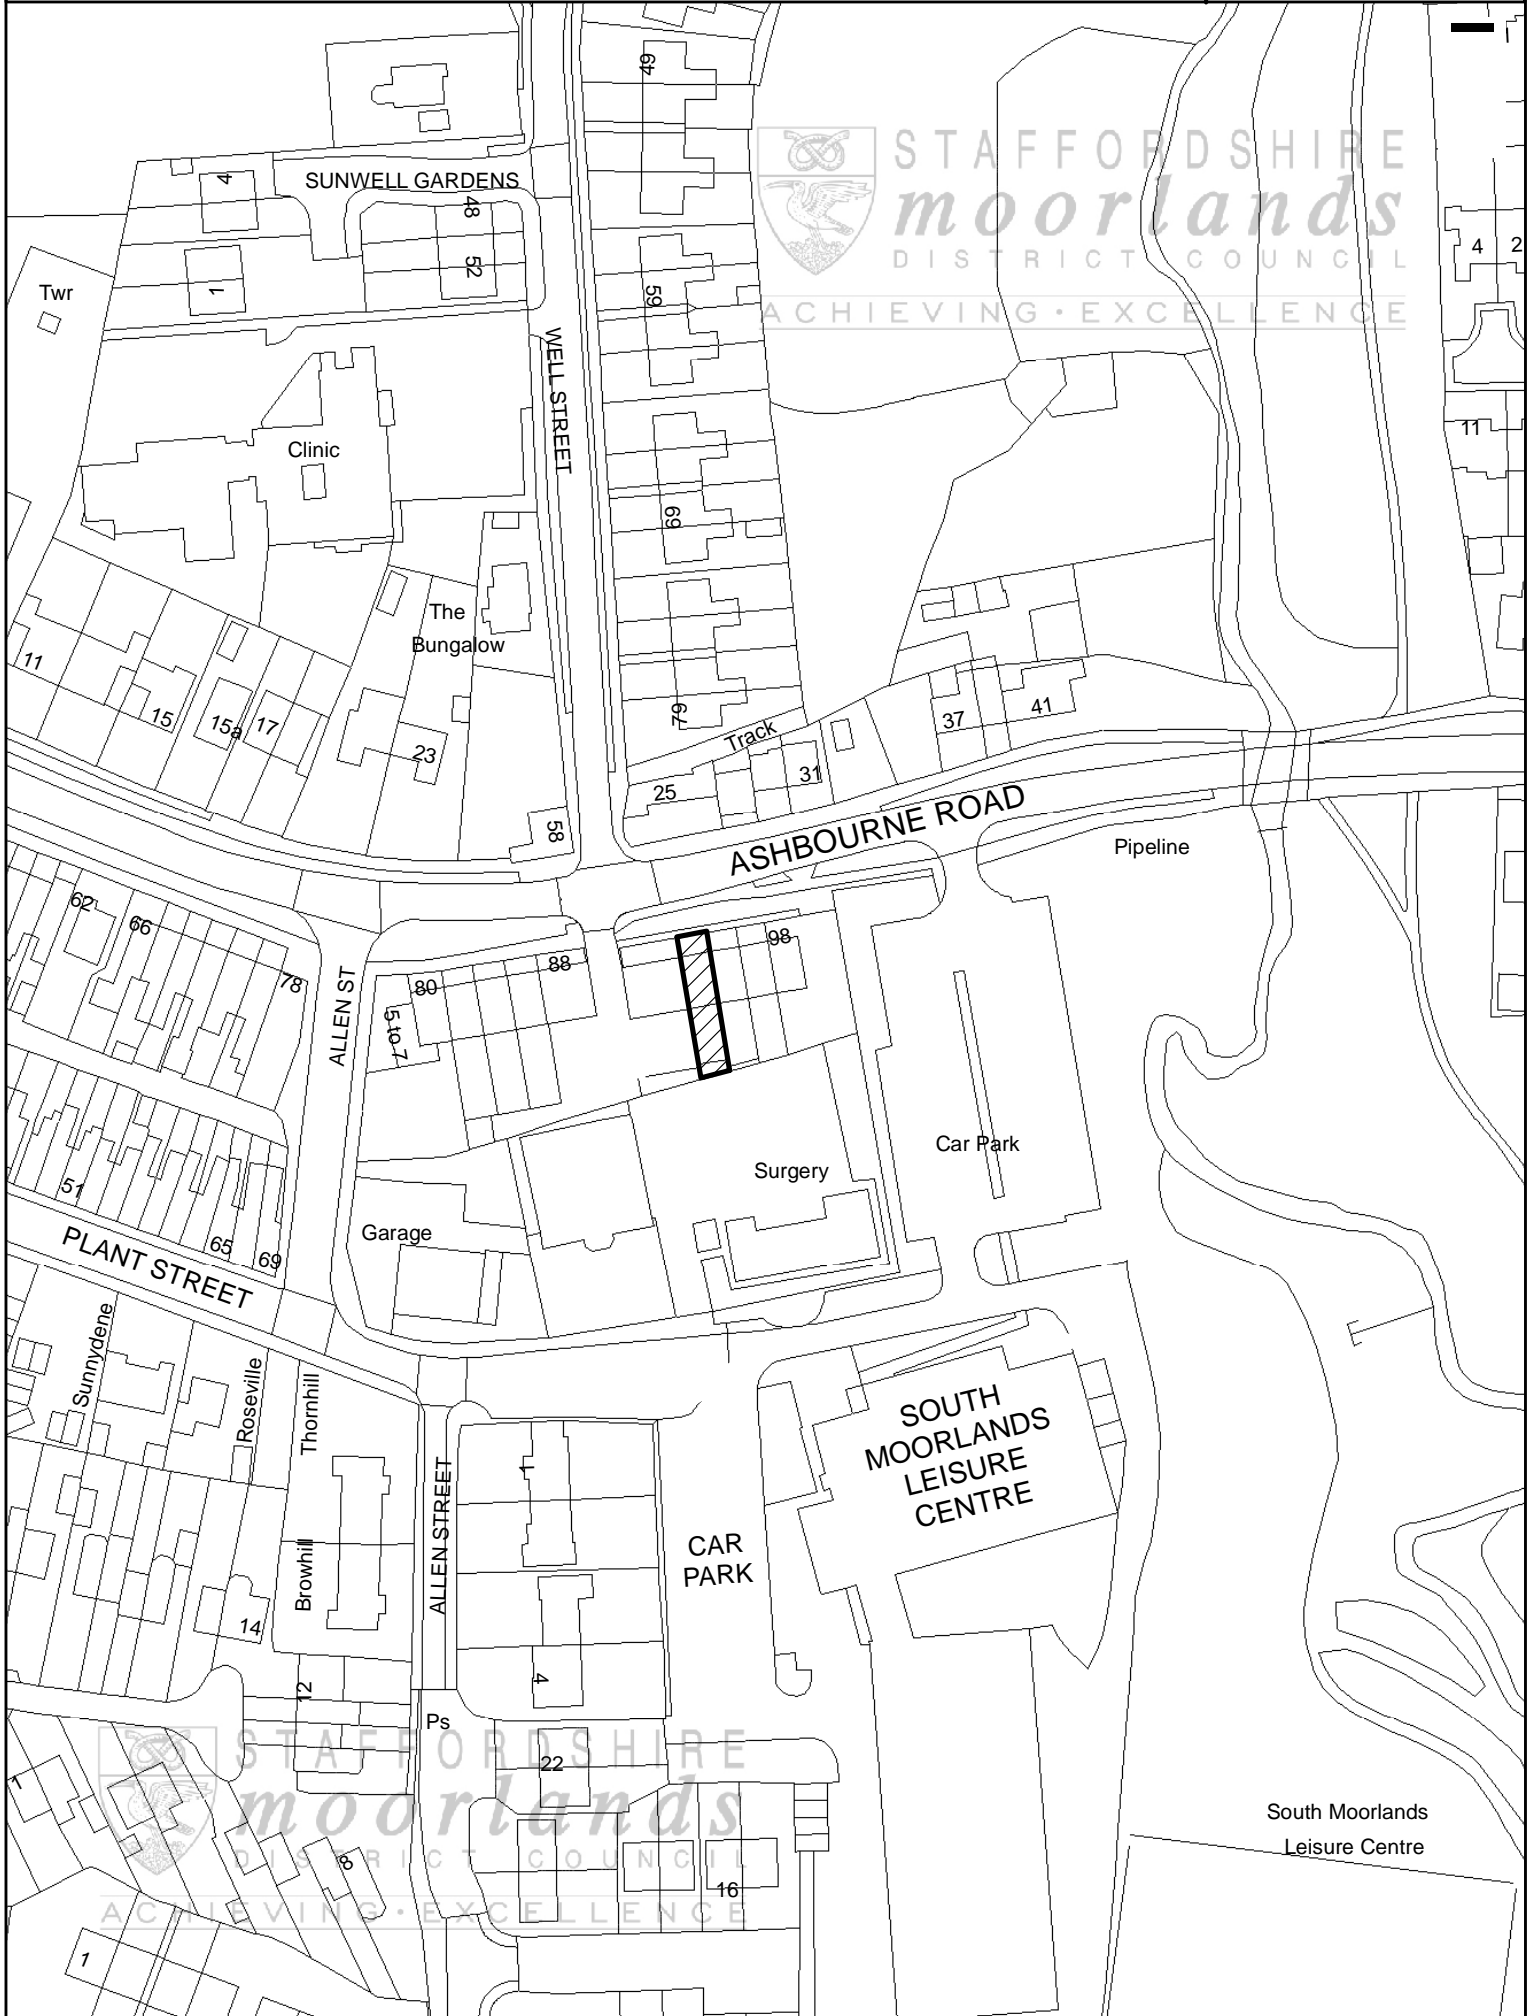 49
STAFFORDSHIRE
moorlands
DISTRICT COUNCIL
ACHIEVING · EXCELLENCE
4
SUNWELL GARDENS
48
52
1
59
4
2
Twr
WELL STREET
Clinic
11
69
The
Bungalow
11
15
15a
17
23
79
Track
37
41
25
31
58
ASHBOURNE ROAD
Pipeline
62
66
78
80
88
98
5 to 7
ALLEN ST
Car Park
Surgery
51
65
69
Garage
PLANT STREET
Sunnydene
Roseville
Thornhill
SOUTH
MOORLANDS
LEISURE
CENTRE
1
ALLEN STREET
CAR
PARK
Browhill
14
12
4
Ps
22
STAFFORDSHIRE
moorlands
DISTRICT COUNCIL
ACHIEVING · EXCELLENCE
1
8
16
1
South Moorlands
Leisure Centre